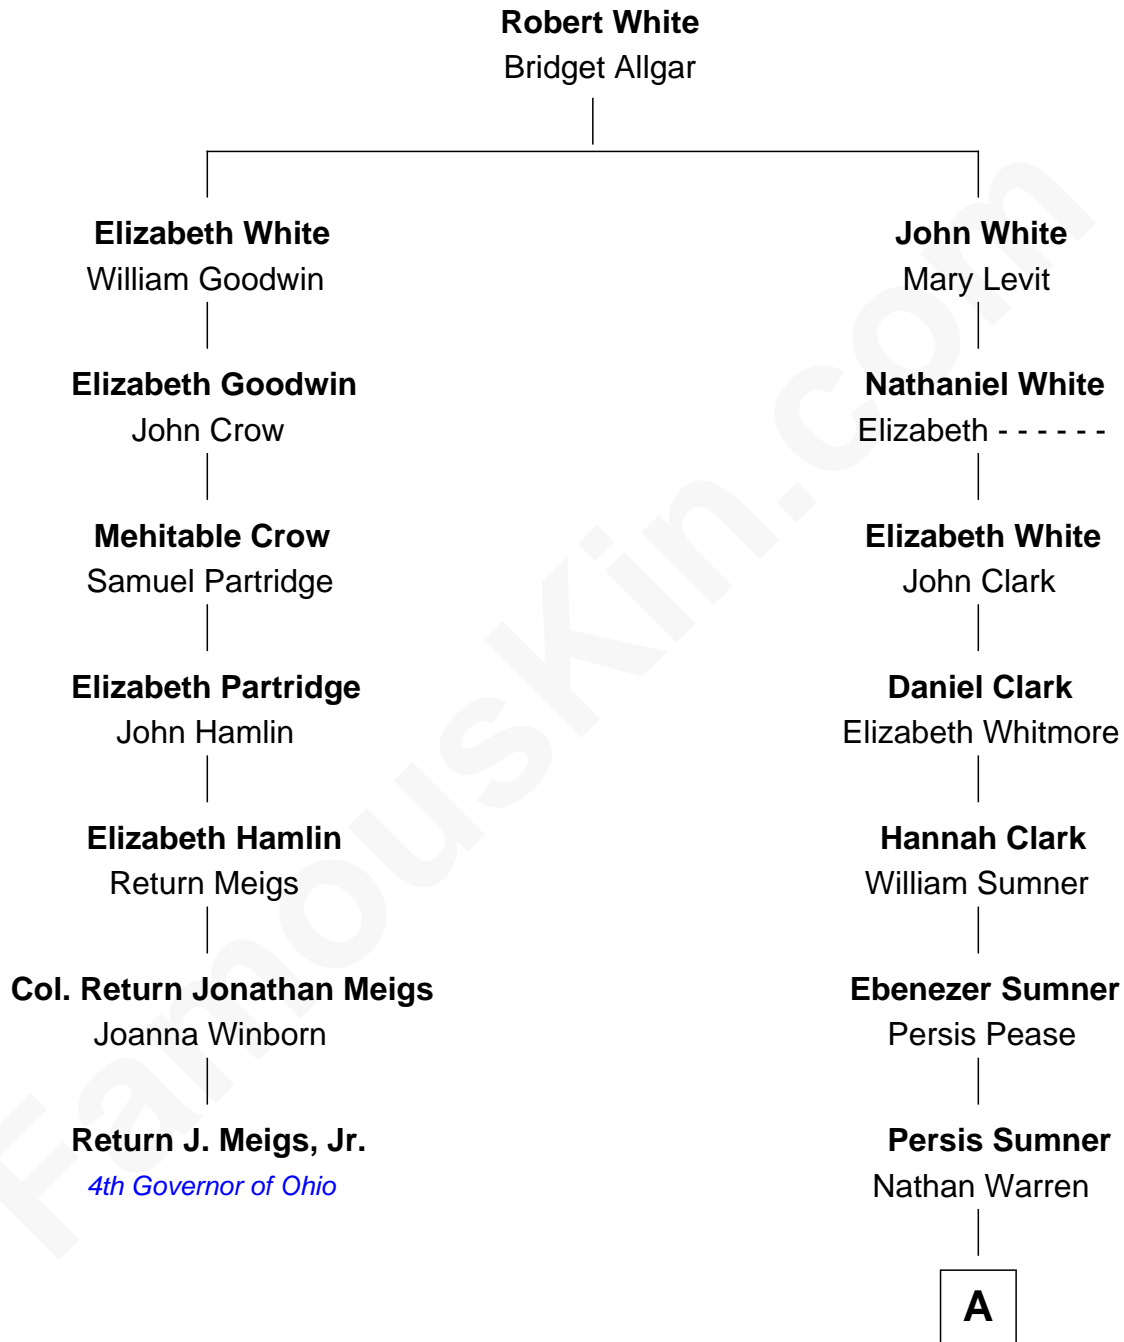 Robert White
Bridget Allgar
Elizabeth White
William Goodwin
Elizabeth Goodwin
John Crow
Mehitable Crow
Samuel Partridge
Elizabeth Partridge
John Hamlin
Elizabeth Hamlin
Return Meigs
Col. Return Jonathan Meigs
Joanna Winborn
Return J. Meigs, Jr.
4th Governor of Ohio
John White
Mary Levit
Nathaniel White
Elizabeth - - - - - -
Elizabeth White
John Clark
Daniel Clark
Elizabeth Whitmore
Hannah Clark
William Sumner
Ebenezer Sumner
Persis Pease
Persis Sumner
Nathan Warren
A
FamousKin.com